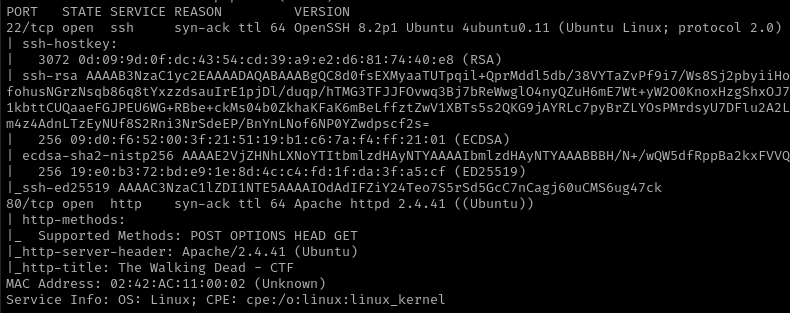 PORT   STATE SERVICE REASON         VERSION
22/tcp open  ssh     syn-ack ttl 64 OpenSSH 8.2p1 Ubuntu 4ubuntu0.11 (Ubuntu Linux; protocol 2.0)
| ssh-hostkey:
|   3072 0d:09:9d:0f:dc:43:54:cd:39:a9:e2:d6:81:74:40:e8 (RSA)
| ssh-rsa AAAAB3NzaC1yc2EAAAADAQABAAABgQC8d0fsEXMyaaTUTpqil+QprMddl5db/38VYTaZvPf9i7/Ws8Sj2pbyiiHo
fohusNGrzNsqb86q8tYxzzdsauIrE1pjDl/duqp/hTMG3TFJJFOvwq3Bj7bReWwglO4nyQZuH6mE7Wt+yW2O0KnoxHzgShxOJ7
1kbttCUQaaeFGJPEU6WG+RBbe+ckMs04b0ZkhaKFaK6mBeLffztZwV1XBTs5s2QKG9jAYRLc7pyBrZLYOsPMrdsyU7DFlu2A2L
m4z4AdnLTzEyNUf8S2Rni3NrSdeEP/BnYnLNof6NP0YZwdpscf2s=
|   256 09:d0:f6:52:00:3f:21:51:19:b1:c6:7a:f4:ff:21:01 (ECDSA)
| ecdsa-sha2-nistp256 AAAAE2VjZHNhLXNoYTItbmlzdHAyNTYAAAAIbmlzdHAyNTYAAABBBH/N+/wQW5dfRppBa2kxFVVQ
|   256 19:e0:b3:72:bd:e9:1e:8d:4c:c4:fd:1f:da:3f:a5:cf (ED25519)
|_ssh-ed25519 AAAAC3NzaC1lZDI1NTE5AAAAIOdAdIFZiY24Teo7S5rSd5GcC7nCagj60uCMS6ug47ck
80/tcp open  http    syn-ack ttl 64 Apache httpd 2.4.41 ((Ubuntu))
| http-methods:
|_  Supported Methods: POST OPTIONS HEAD GET
|_http-server-header: Apache/2.4.41 (Ubuntu)
|_http-title: The Walking Dead - CTF
MAC Address: 02:42:AC:11:00:02 (Unknown)
Service Info: OS: Linux; CPE: cpe:/o:linux:linux_kernel